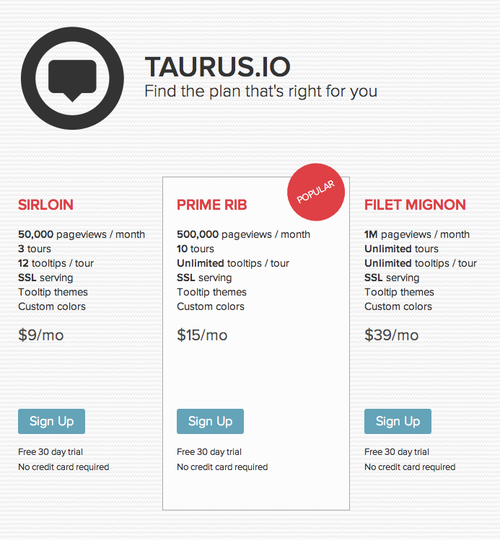 TAURUS.IO
Find the plan that's right for you
SIRLOIN
50,000 pageviews / month
3 tours
12 tooltips / tour
SSL serving
Tooltip themes
Custom colors
$9/mo
Sign Up
Free 30 day trial
No credit card required
POPULAR
PRIME RIB
500,000 pageviews / month
10 tours
Unlimited tooltips / tour
SSL serving
Tooltip themes
Custom colors
$15/mo
Sign Up
Free 30 day trial
No credit card required
FILET MIGNON
1M pageviews / month
Unlimited tours
Unlimited tooltips / tour
SSL serving
Tooltip themes
Custom colors
$39/mo
Sign Up
Free 30 day trial
No credit card required